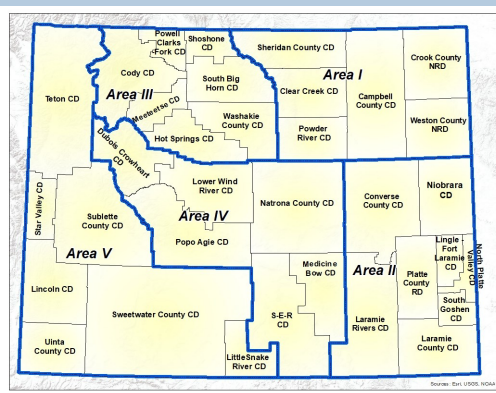 Powell
Clarks
Fork CD
Shoshone
CD
Sheridan County CD
Crook County
NRD
Teton CD
Cody CD
Area III
South Big
Horn CD
Area I
Clear Creek CD
Campbell
County CD
Meeteetse CD
Washakie
County CD
Hot Springs CD
Powder
River CD
Weston County
NRD
Dubois Crowheart
CD
Lower Wind
River CD
Natrona County CD
Converse
County CD
Niobrara
CD
Star Valley CD
Sublette
County CD
Area IV
Popo Agie CD
Area V
Lincoln CD
Sweetwater County CD
Uinta
County CD
Little Snake
River CD
S-E-R
CD
Medicine
Bow CD
Area II
Laramie
Rivers CD
Platte
County
RD
Lingle -
Fort
Laramie
CD
North Platte
Valley CD
South
Goshen
CD
Laramie
County CD
Sources: Esri, USGS, NOAA